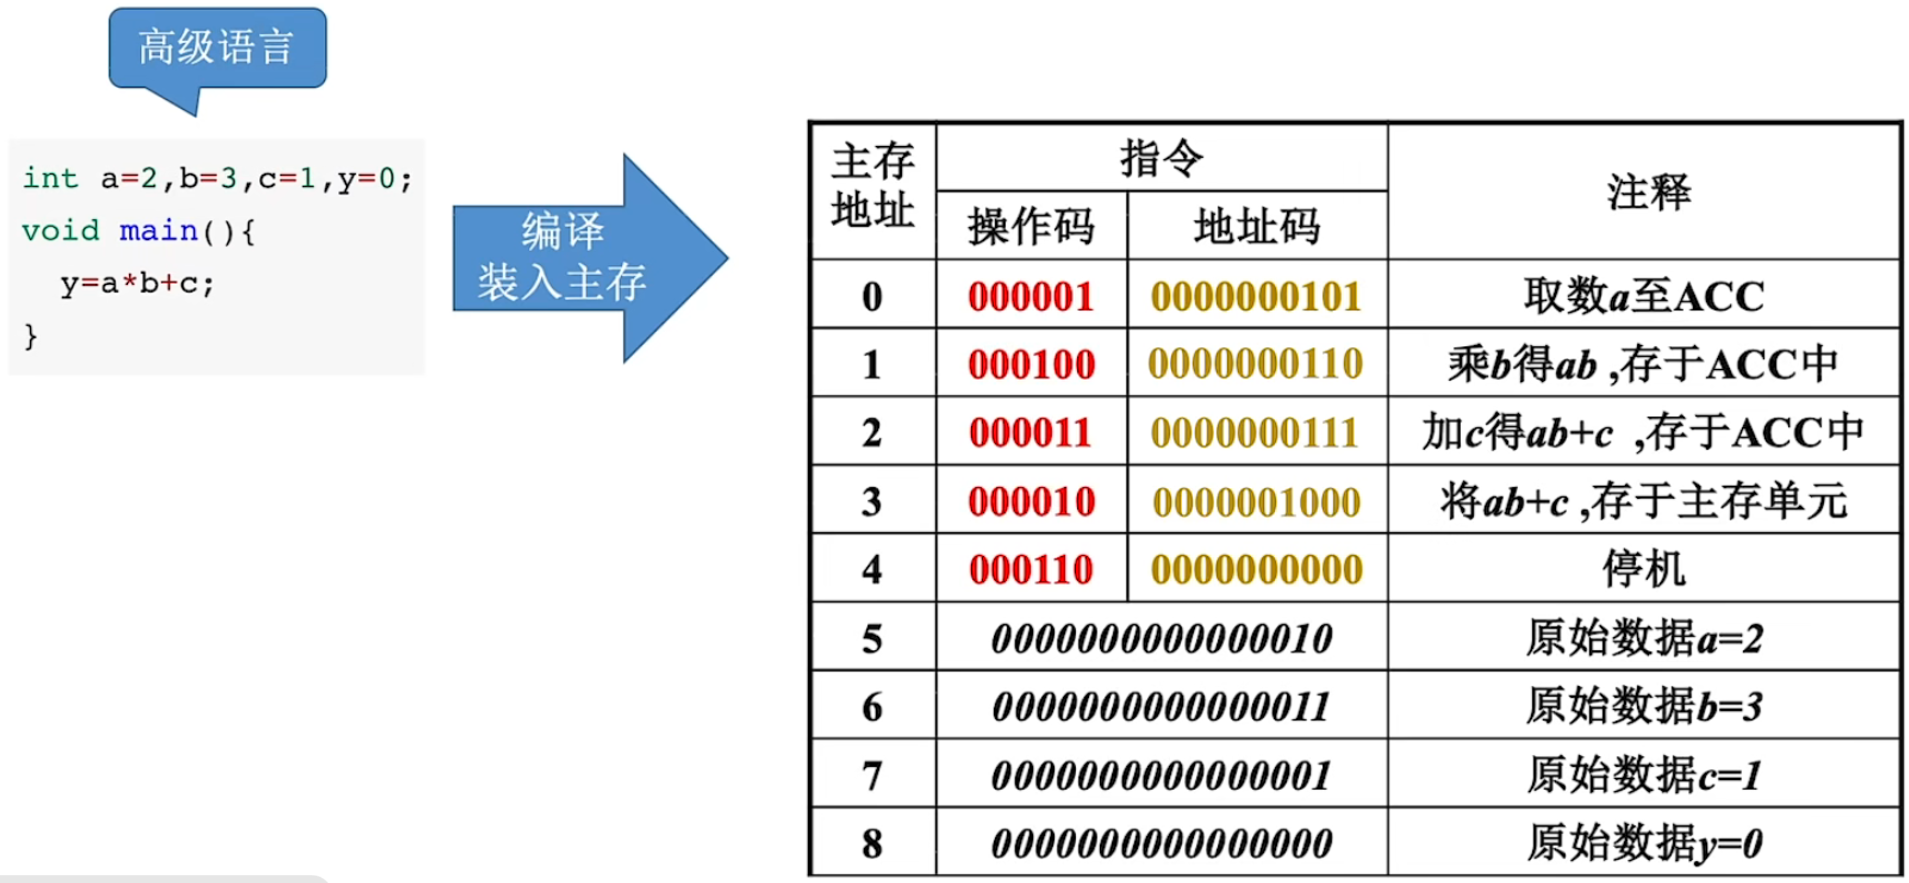 高级语言
int a=2,b=3,c=1,y=0;
void main(){
y=a*b+c;
}
编译
装入主存
主存地址 指令 注释
操作码 地址码
0 000001 0000000101 取数a至ACC
1 000100 0000000110 乘b得ab ,存于ACC中
2 000011 0000000111 加c得ab+c ,存于ACC中
3 000010 0000001000 将ab+c ,存于主存单元
4 000110 0000000000 停机
5 0000000000000010 原始数据a=2
6 0000000000000011 原始数据b=3
7 0000000000000001 原始数据c=1
8 0000000000000000 原始数据y=0